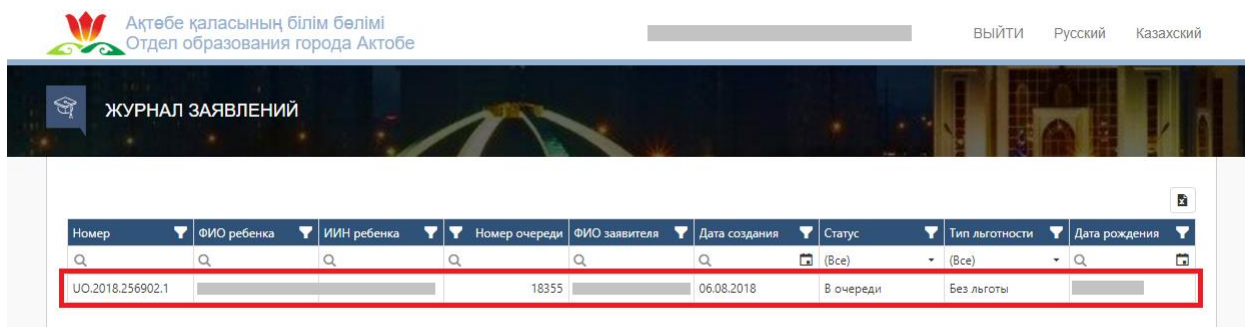 Ақтөбе қаласының білім бөлімі
Отдел образования города Актобе
ВЫЙТИ Русский Казахский
ЖУРНАЛ ЗАЯВЛЕНИЙ
Номер ФИО ребенка ИИН ребенка Номер очереди ФИО заявителя Дата создания Статус Тип льготности Дата рождения
(Все) (Все)
UO.2018.256902.1 18355 06.08.2018 В очереди Без льготы